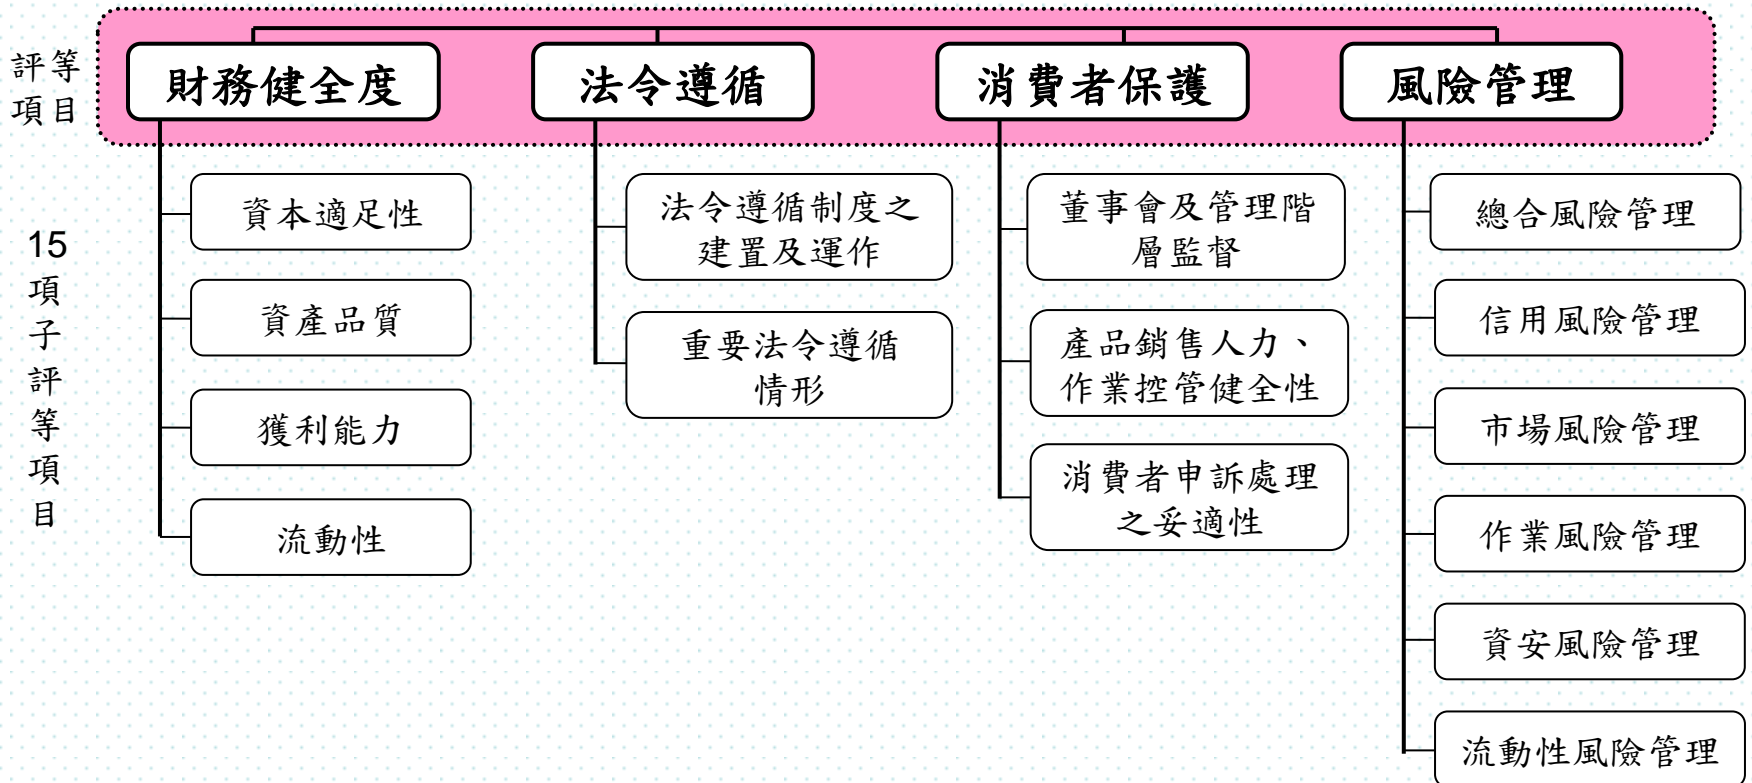 評等
項目
財務健全度
法令遵循
消費者保護
風險管理
15
項
子
評
等
項
目
資本適足性
資產品質
獲利能力
流動性
法令遵循制度之
建置及運作
重要法令遵循
情形
董事會及管理階
層監督
產品銷售人力、
作業控管健全性
消費者申訴處理
之妥適性
總合風險管理
信用風險管理
市場風險管理
作業風險管理
資安風險管理
流動性風險管理